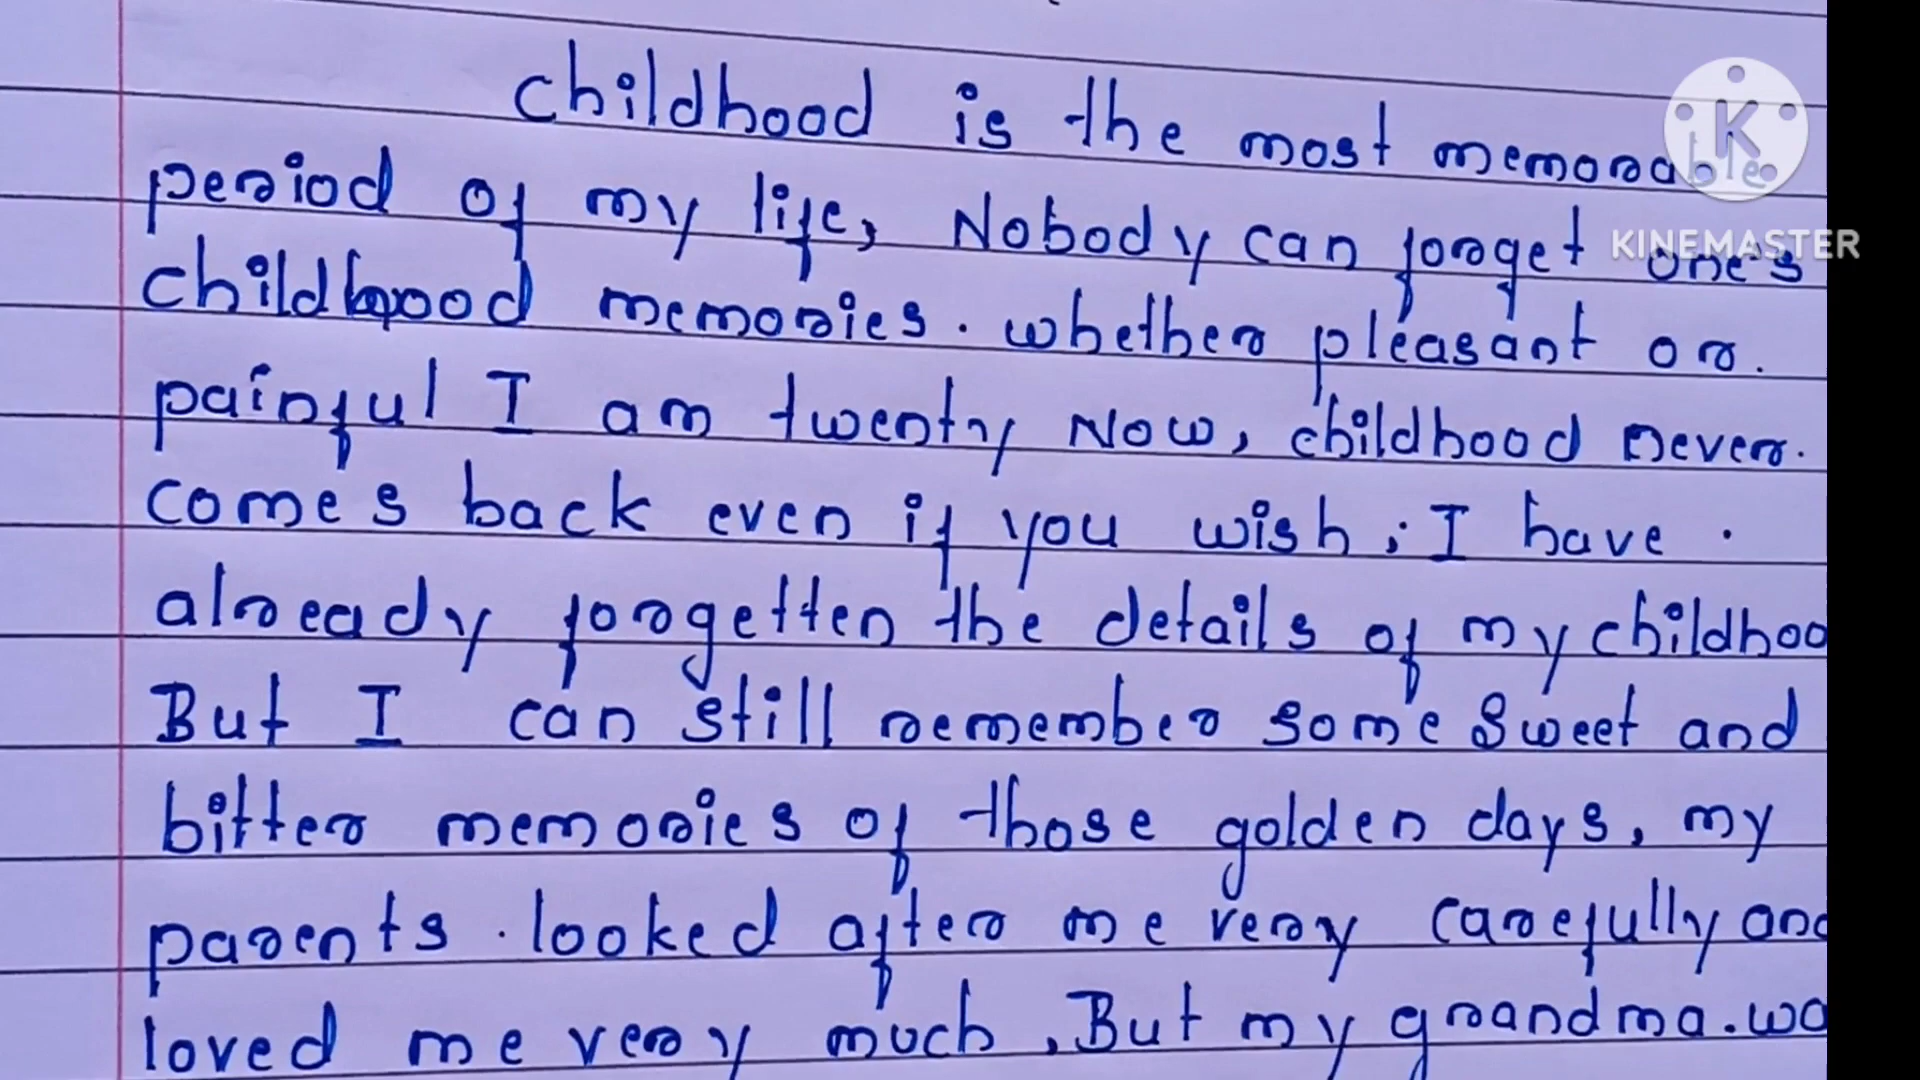 childhood is the most memorable
period of my life, Nobody can forget one's
childhood memories. whether pleasant or.
painful I am twenty Now, childhood never.
comes back even if you wish; I have.
already forgetten the details of my childhoo
But I can still remember some sweet and
bitter memories of those golden days, my
parents. looked after me very carefully and
loved me very much, But my grandma. wa
K
KINEMASTER